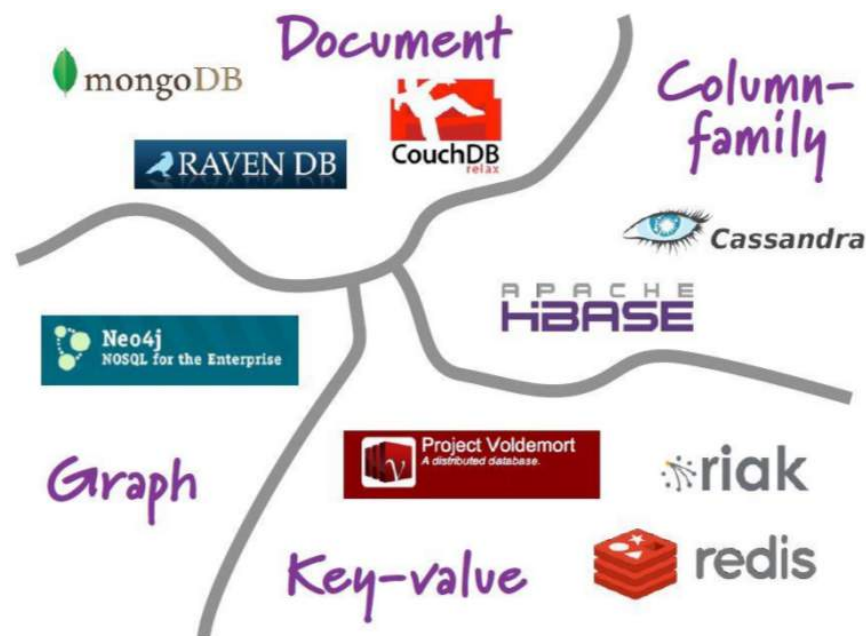 Document
mongoDB
CouchDB
relax
RAVEN DB
Column-
family
Cassandra
APACHE
HBASE
Neo4j
NOSQL for the Enterprise
Graph
Project Voldemort
A distributed database.
riak
redis
Key-value